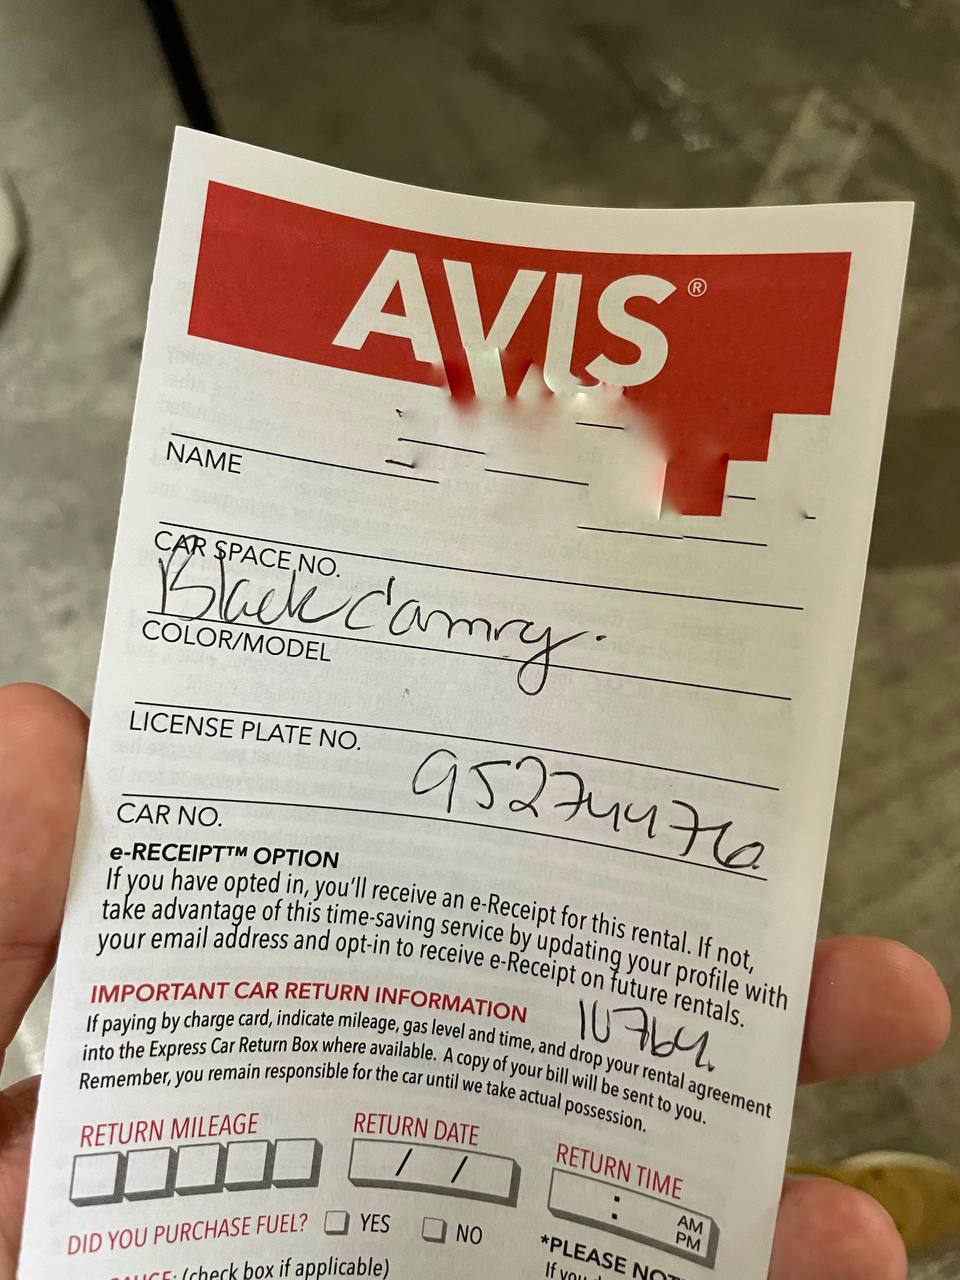 AVIS®
NAME
CAR SPACE NO.
Black Camry.
COLOR/MODEL
LICENSE PLATE NO.
95274476
CAR NO.
e-RECEIPT™ OPTION
If you have opted in, you'll receive an e-Receipt for this rental. If not,
take advantage of this time-saving service by updating your profile with
your email address and opt-in to receive e-Receipt on future rentals.
IMPORTANT CAR RETURN INFORMATION
10764
If paying by charge card, indicate mileage, gas level and time, and drop your rental agreement
into the Express Car Return Box where available. A copy of your bill will be sent to you.
Remember, you remain responsible for the car until we take actual possession.
RETURN MILEAGE
RETURN DATE
/ /
RETURN TIME
:
AM
PM
DID YOU PURCHASE FUEL? YES NO
*PLEASE NOT
If you
(check box if applicable)